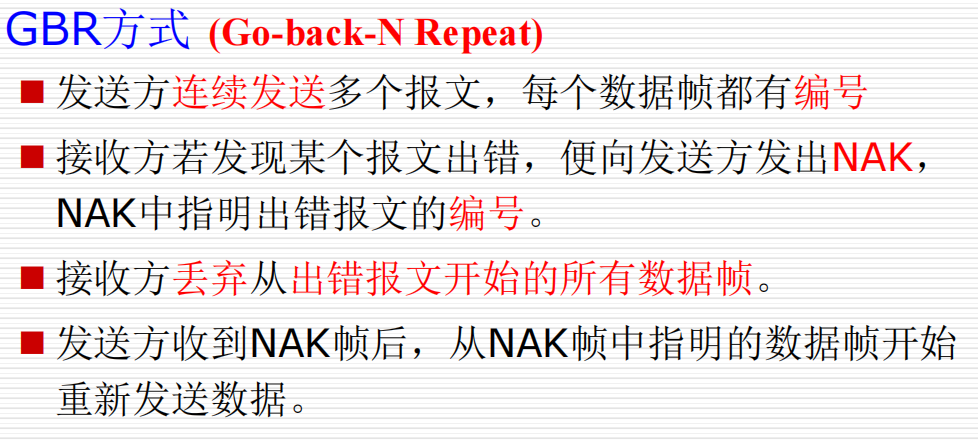 GBR方式 (Go-back-N Repeat)
发送方连续发送多个报文，每个数据帧都有编号
接收方若发现某个报文出错，便向发送方发出NAK，
NAK中指明出错报文的编号。
接收方丢弃从出错报文开始的所有数据帧。
发送方收到NAK帧后，从NAK帧中指明的数据帧开始
重新发送数据。